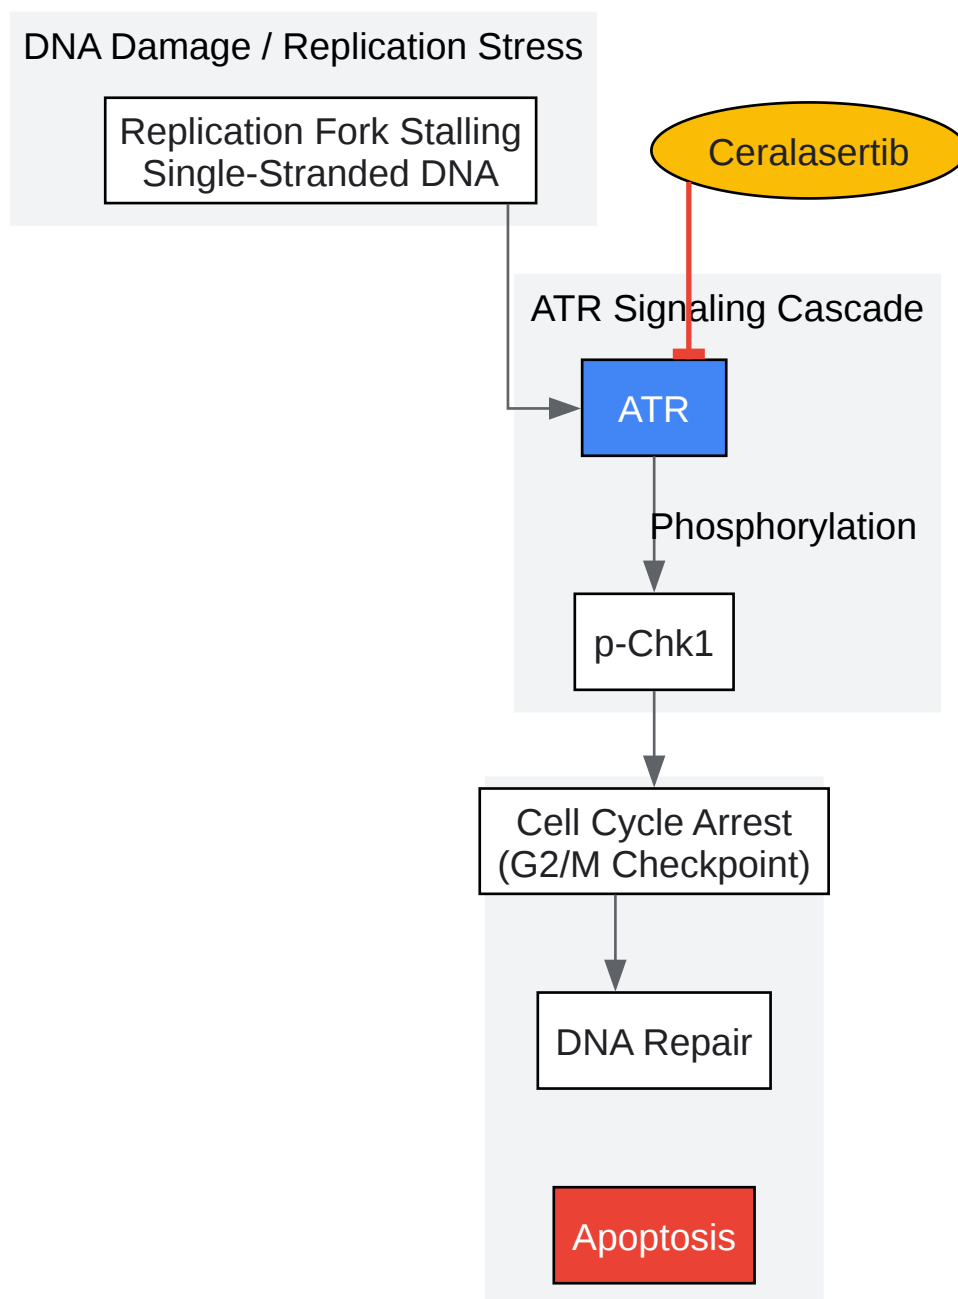 DNA Damage / Replication Stress
Replication Fork Stalling
Single-Stranded DNA
Ceralasertib
ATR Signaling Cascade
ATR
Phosphorylation
p-Chk1
Cell Cycle Arrest
(G2/M Checkpoint)
DNA Repair
Apoptosis